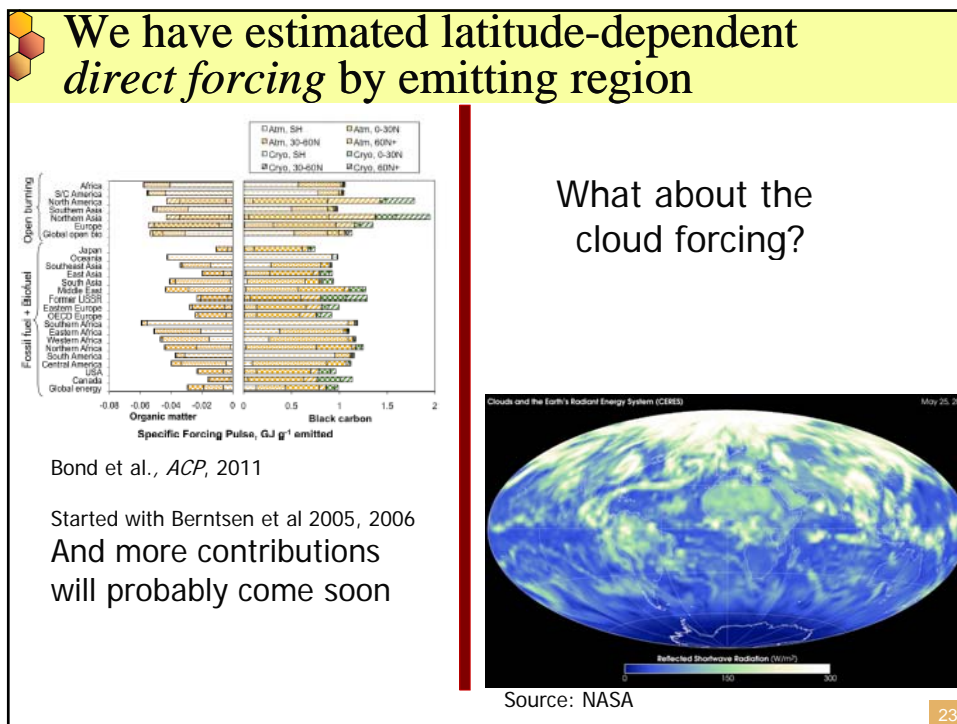 We have estimated latitude-dependent
direct forcing by emitting region
Atm, SH
Atm, 0-30N
Atm, 30-60N
Atm, 60N+
Cryo, SH
Cryo, 0-30N
Cryo, 30-60N
Cryo, 60N+
Open burning
Africa
S/C America
North America
Southern Asia
Northern Asia
Europe
Global open bio
Fossil fuel + Biofuel
Japan
Oceania
Southeast Asia
East Asia
South Asia
Middle East
Former USSR
Eastern Europe
OECD Europe
Southern Africa
Eastern Africa
Western Africa
Northern Africa
South America
Central America
USA
Canada
Global energy
-0.08 -0.06 -0.04 -0.02 0 0 0.5 1 1.5 2
Organic matter Black carbon
Specific Forcing Pulse, GJ g⁻¹ emitted
Bond et al., ACP, 2011
Started with Berntsen et al 2005, 2006
And more contributions
will probably come soon
What about the
cloud forcing?
Clouds and the Earth's Radiant Energy System (CERES) May 25, 2
Reflected Shortwave Radiation (W/m²)
0 150 300
Source: NASA
23